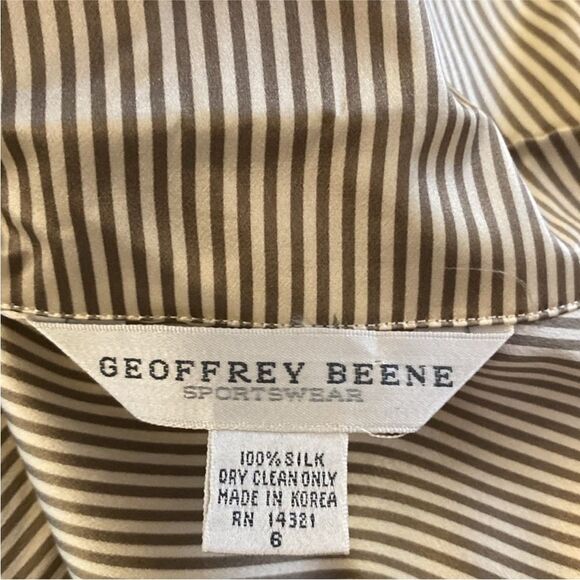 GEOFFREY BEENE
SPORTSWEAR
100% SILK
DRY CLEAN ONLY
MADE IN KOREA
RN 14321
6